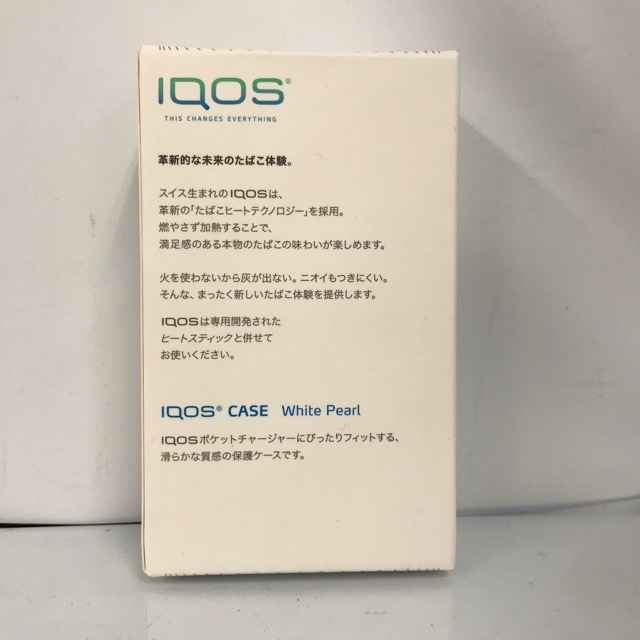 IQOS®
THIS CHANGES EVERYTHING
革新的な未来のたばこ体験。
スイス生まれのIQOSは、
革新の「たばこヒートテクノロジー」を採用。
燃やさず加熱することで、
満足感のある本物のたばこの味わいが楽しめます。
火を使わないから灰が出ない。ニオイもつきにくい。
そんな、まったく新しいたばこ体験を提供します。
IQOSは専用開発された
ヒートスティックと併せて
お使いください。
IQOS® CASE White Pearl
IQOSポケットチャージャーにぴったりフィットする、
滑らかな質感の保護ケースです。